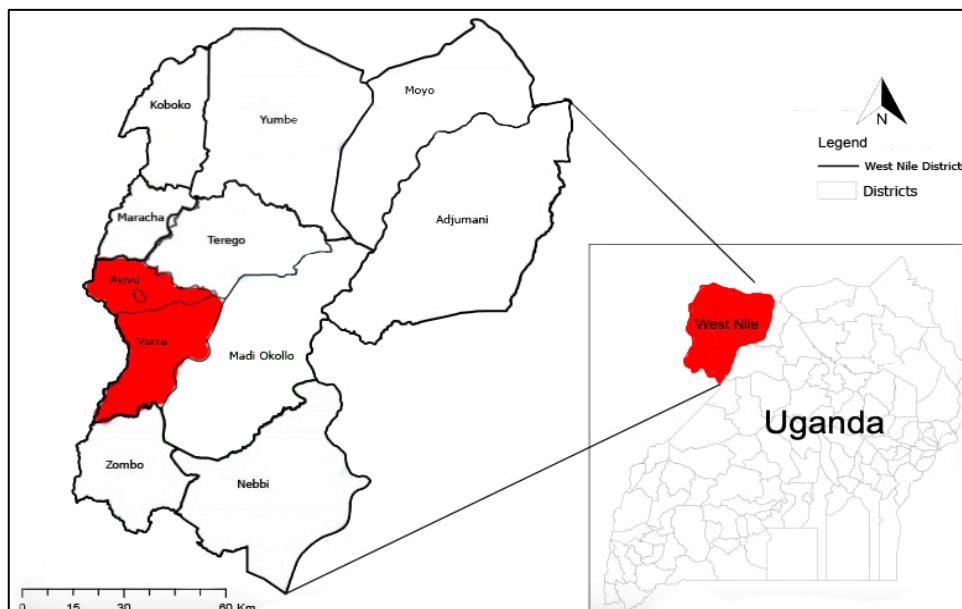 Moyo
Koboko
Yumbe
N
Legend
West Nile Districts
Districts
Maracha
Adjumani
Terego
Ayivu
West Nile
Vurra
Madi Okollo
Uganda
Zombo
Nebbi
0 15 30 60 KM